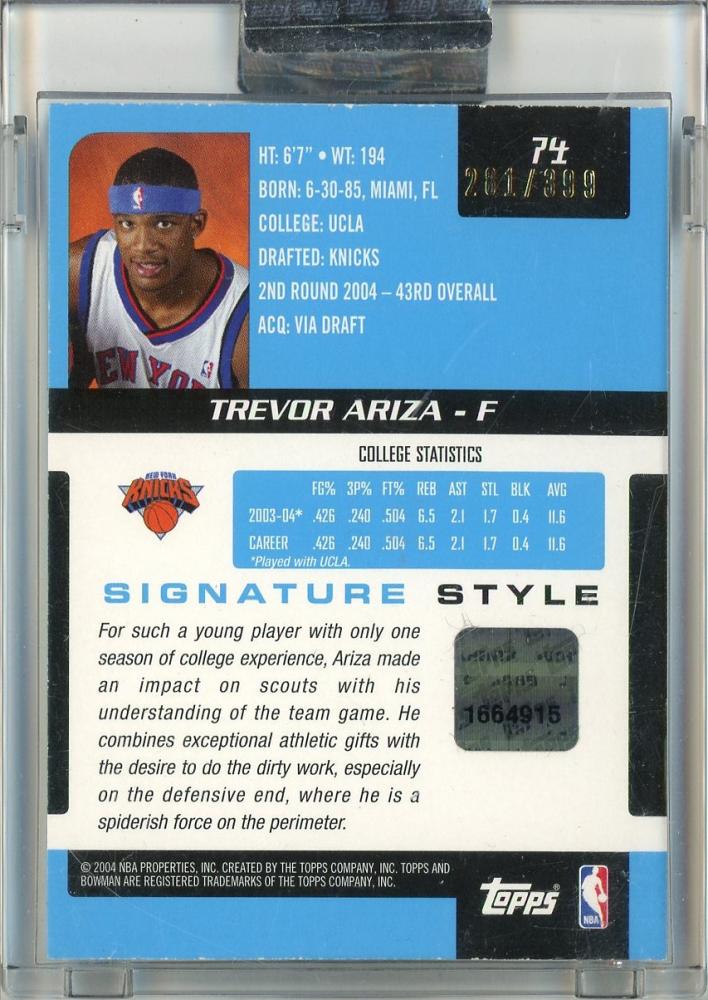 74
281/399
HT: 6'7" • WT: 194
BORN: 6-30-85, MIAMI, FL
COLLEGE: UCLA
DRAFTED: KNICKS
2ND ROUND 2004 – 43RD OVERALL
ACQ: VIA DRAFT
NEW YO
TREVOR ARIZA - F
COLLEGE STATISTICS
FG% 3P% FT% REB AST STL BLK AVG
2003-04* .426 .240 .504 6.5 2.1 1.7 0.4 11.6
CAREER .426 .240 .504 6.5 2.1 1.7 0.4 11.6
*Played with UCLA.
NEW YORK
KNICKS
SIGNATURE STYLE
For such a young player with only one
season of college experience, Ariza made
an impact on scouts with his
understanding of the team game. He
combines exceptional athletic gifts with
the desire to do the dirty work, especially
on the defensive end, where he is a
spiderish force on the perimeter.
1664915
© 2004 NBA PROPERTIES, INC. CREATED BY THE TOPPS COMPANY, INC. TOPPS AND
BOWMAN ARE REGISTERED TRADEMARKS OF THE TOPPS COMPANY, INC.
Topps®
NBA